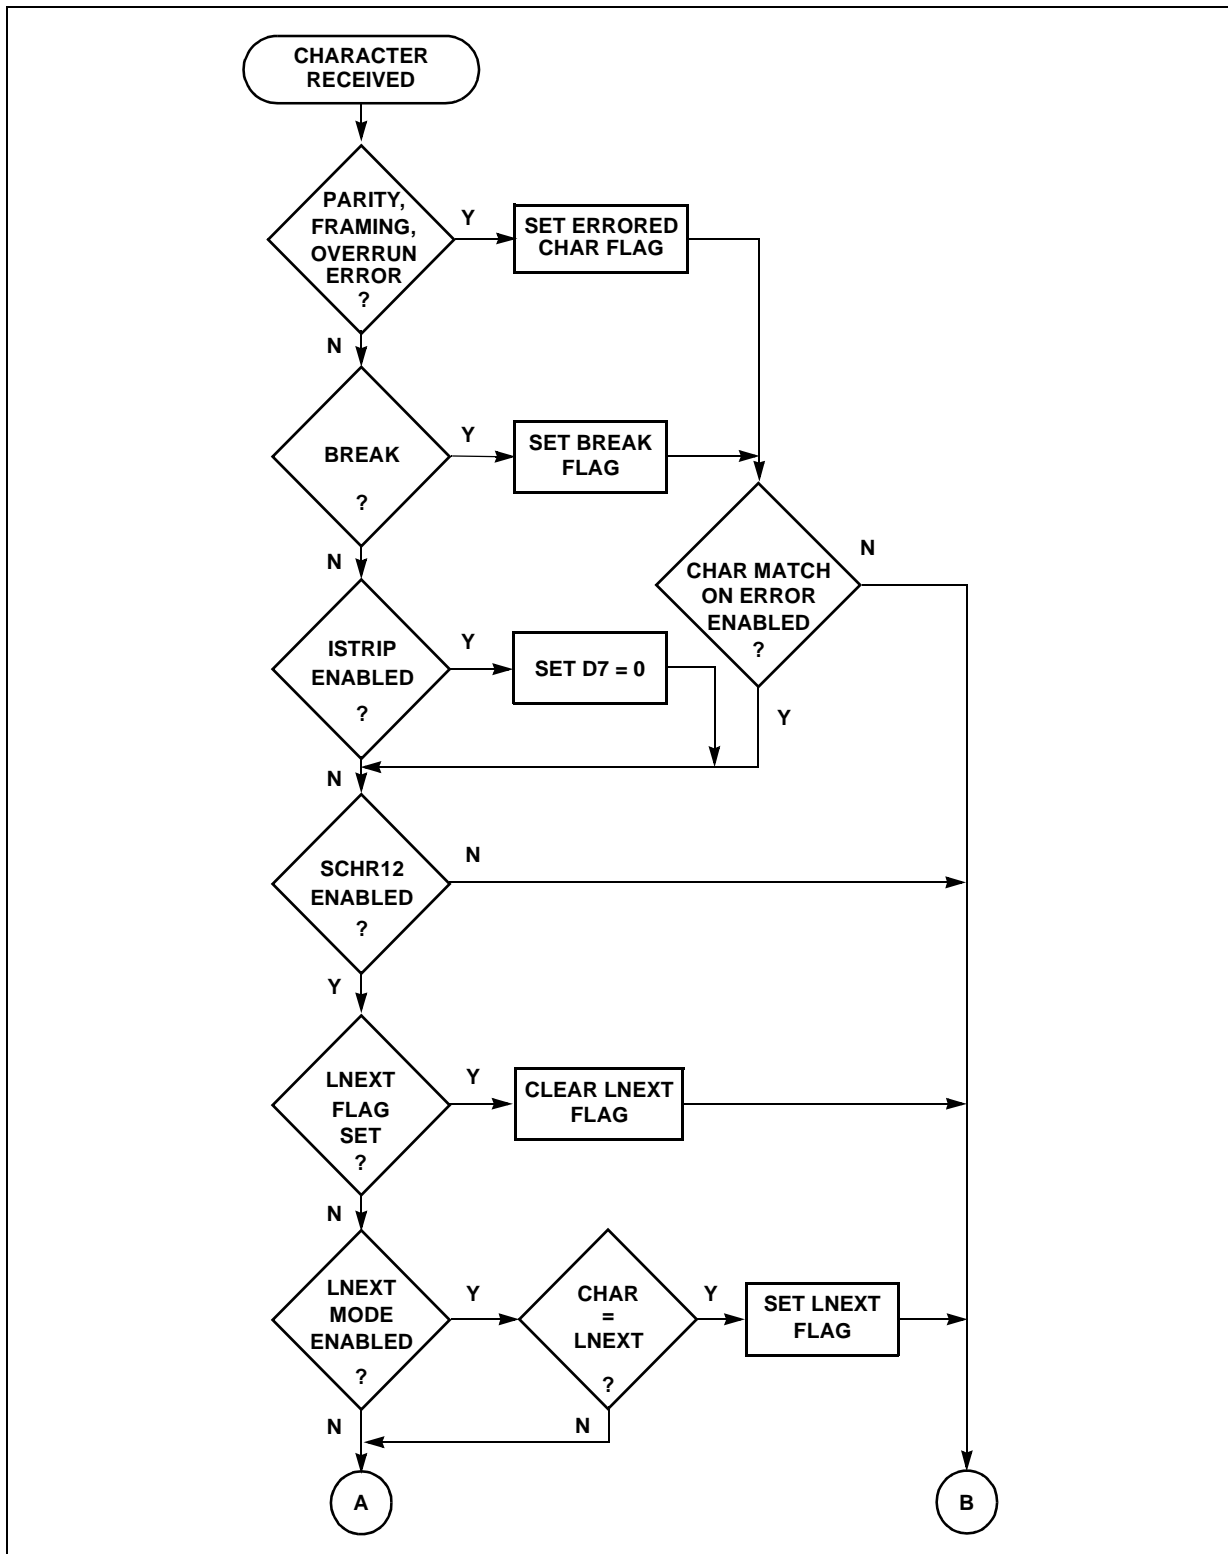 CHARACTER
RECEIVED
PARITY,
FRAMING,
OVERRUN
ERROR
?
Y
SET ERRORED
CHAR FLAG
N
BREAK
?
Y
SET BREAK
FLAG
N
CHAR MATCH
ON ERROR
ENABLED
?
N
Y
ISTRIP
ENABLED
?
Y
SET D7 = 0
N
SCHR12
ENABLED
?
N
Y
LNEXT
FLAG
SET
?
Y
CLEAR LNEXT
FLAG
N
LNEXT
MODE
ENABLED
?
Y
CHAR
=
LNEXT
?
Y
SET LNEXT
FLAG
N
N
A
B